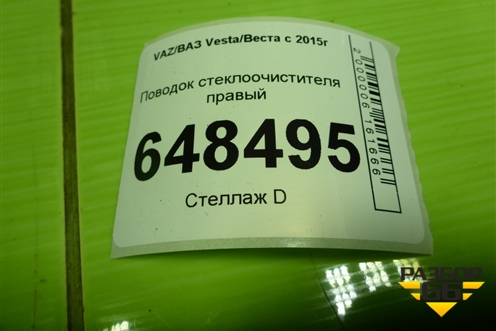 VAZ/ВАЗ Vesta/Веста с 2015г
Поводок стеклоочистителя
правый
648495
Стеллаж D
2000006161666
РАЗБОР
66